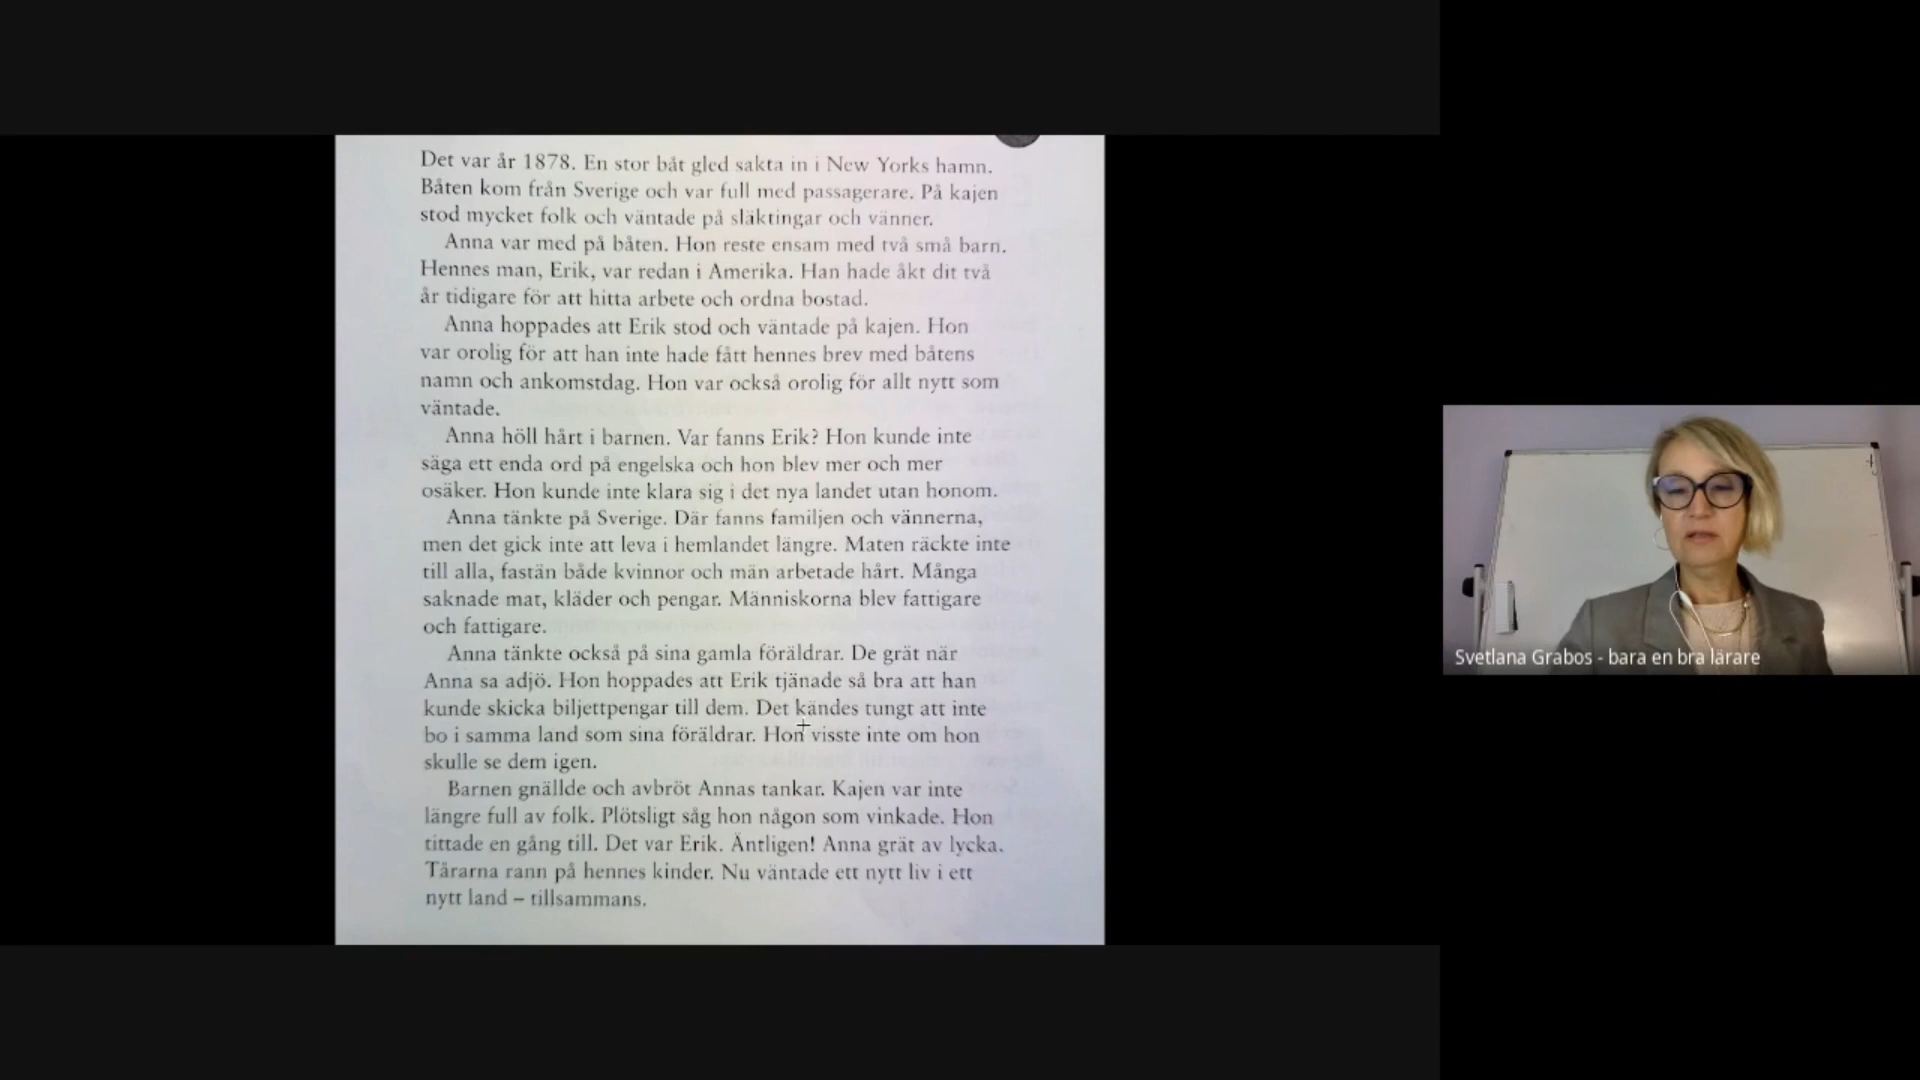 Det var år 1878. En stor båt gled sakta in i New Yorks hamn.
Båten kom från Sverige och var full med passagerare. På kajen
stod mycket folk och väntade på släktingar och vänner.
Anna var med på båten. Hon reste ensam med två små barn.
Hennes man, Erik, var redan i Amerika. Han hade åkt dit två
år tidigare för att hitta arbete och ordna bostad.
Anna hoppades att Erik stod och väntade på kajen. Hon
var orolig för att han inte hade fått hennes brev med båtens
namn och ankomstdag. Hon var också orolig för allt nytt som
väntade.
Anna höll hårt i barnen. Var fanns Erik? Hon kunde inte
säga ett enda ord på engelska och hon blev mer och mer
osäker. Hon kunde inte klara sig i det nya landet utan honom.
Anna tänkte på Sverige. Där fanns familjen och vännerna,
men det gick inte att leva i hemlandet längre. Maten räckte inte
till alla, fastän både kvinnor och män arbetade hårt. Många
saknade mat, kläder och pengar. Människorna blev fattigare
och fattigare.
Anna tänkte också på sina gamla föräldrar. De grät när
Anna sa adjö. Hon hoppades att Erik tjänade så bra att han
kunde skicka biljettpengar till dem. Det kändes tungt att inte
bo i samma land som sina föräldrar. Hon visste inte om hon
skulle se dem igen.
Barnen gnällde och avbröt Annas tankar. Kajen var inte
längre full av folk. Plötsligt såg hon någon som vinkade. Hon
tittade en gång till. Det var Erik. Äntligen! Anna grät av lycka.
Tårarna rann på hennes kinder. Nu väntade ett nytt liv i ett
nytt land – tillsammans.
Svetlana Grabos - bara en bra lärare